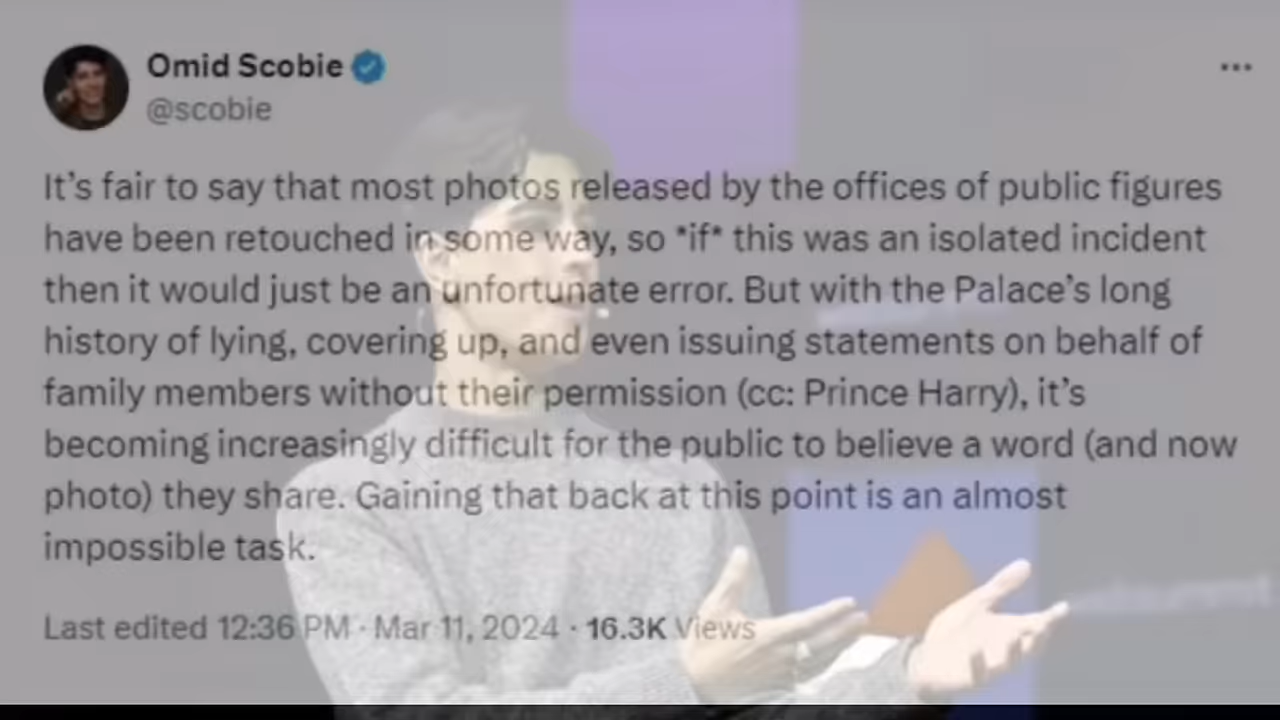 Omid Scobie
@scobie
It’s fair to say that most photos released by the offices of public figures
have been retouched in some way, so *if* this was an isolated incident
then it would just be an unfortunate error. But with the Palace’s long
history of lying, covering up, and even issuing statements on behalf of
family members without their permission (cc: Prince Harry), it’s
becoming increasingly difficult for the public to believe a word (and now
photo) they share. Gaining that back at this point is an almost
impossible task.
Last edited 12:36 PM · Mar 11, 2024 · 16.3K Views